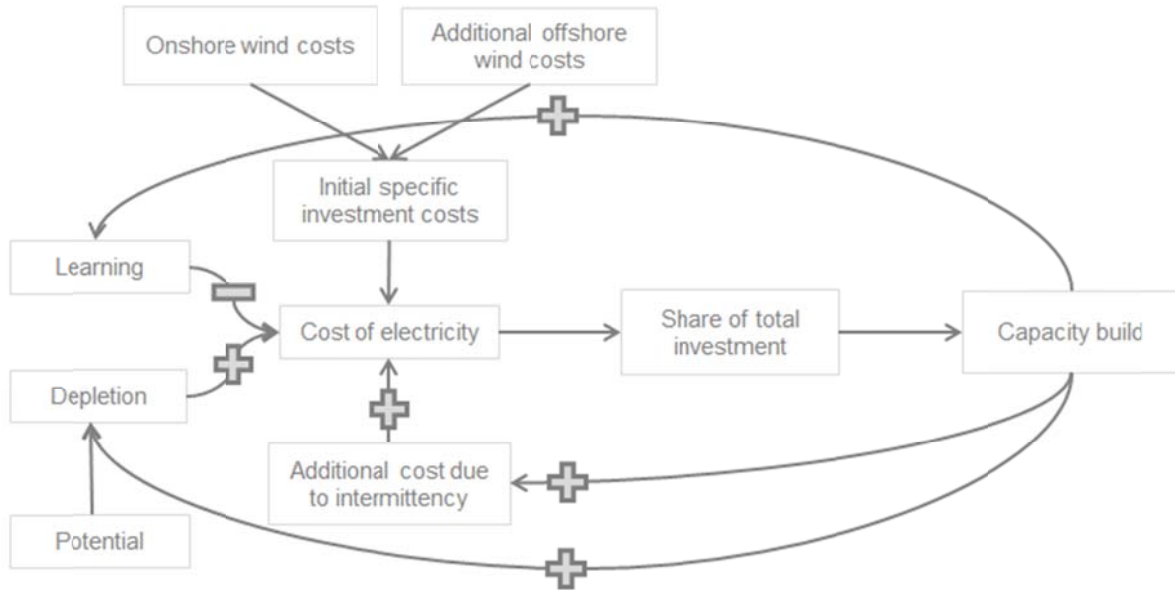 Onshore wind costs
Additional offshore
wind costs
Initial specific
investment costs
Learning
Cost of electricity
Share of total
investment
Capacity build
Depletion
Additional cost due
to intermittency
Potential